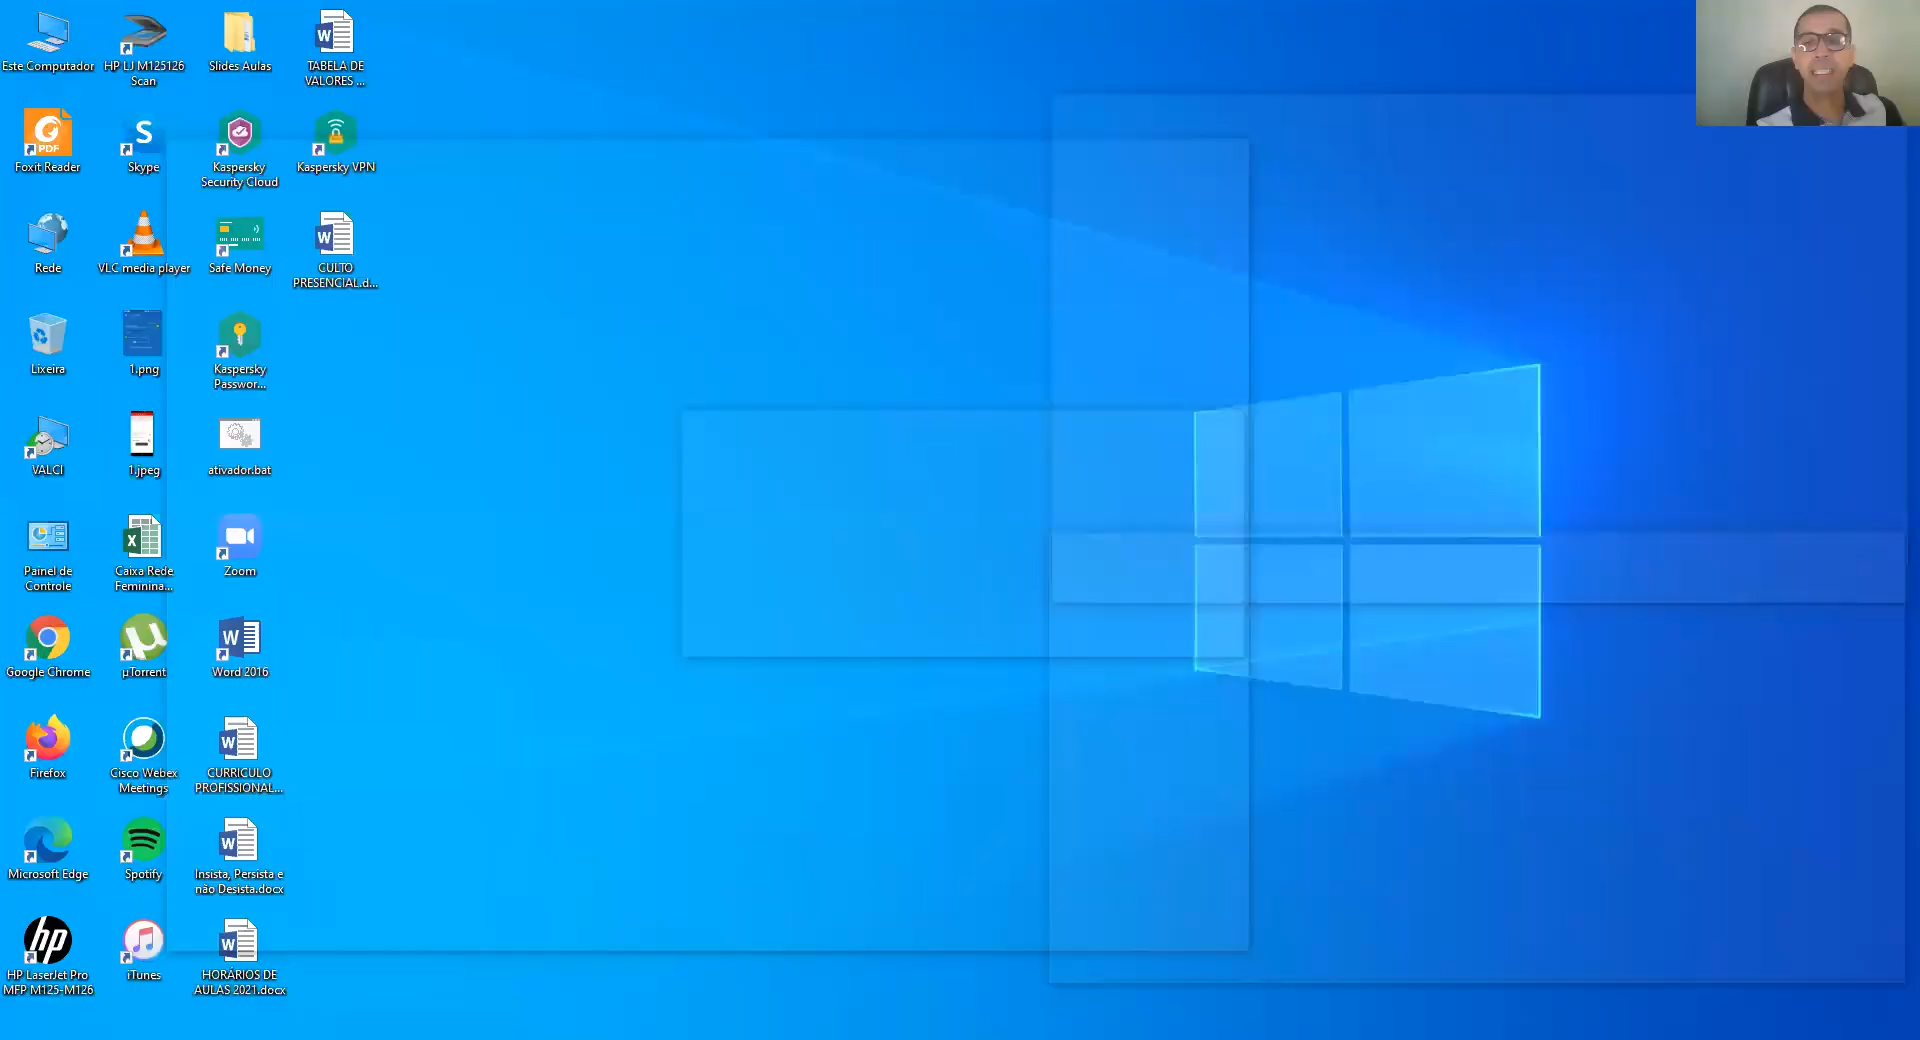 Este Computador
HP LJ M125126
Scan
Slides Aulas
TABELA DE
VALORES ...
PDF
Foxit Reader
S
Skype
Kaspersky
Security Cloud
Kaspersky VPN
Rede
VLC media player
Safe Money
W
CULTO
PRESENCIAL.d...
Lixeira
1.png
Kaspersky
Passwor...
VALCI
1.jpeg
ativador.bat
Painel de
Controle
Caixa Rede
Feminina...
Zoom
Google Chrome
µTorrent
Word 2016
Firefox
Cisco Webex
Meetings
CURRICULO
PROFISSIONAL...
Microsoft Edge
Spotify
Insista, Persista e
não Desista.docx
hp
HP LaserJet Pro
MFP M125-M126
iTunes
HORÁRIOS DE
AULAS 2021.docx